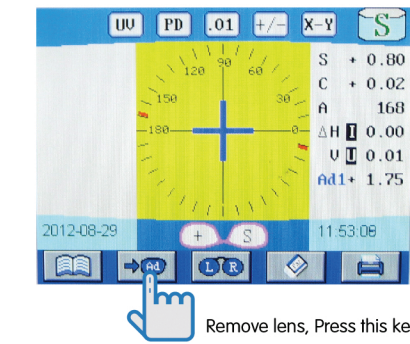 UV PD .01 +/- X-Y S
S + 0.80
120 90 60
C + 0.02
150 30
A 168
180 0
ΔH I 0.00
V U 0.01
Ad1+ 1.75
2012-08-29 + S 11:53:08
Ad L R
Remove lens, Press this ke